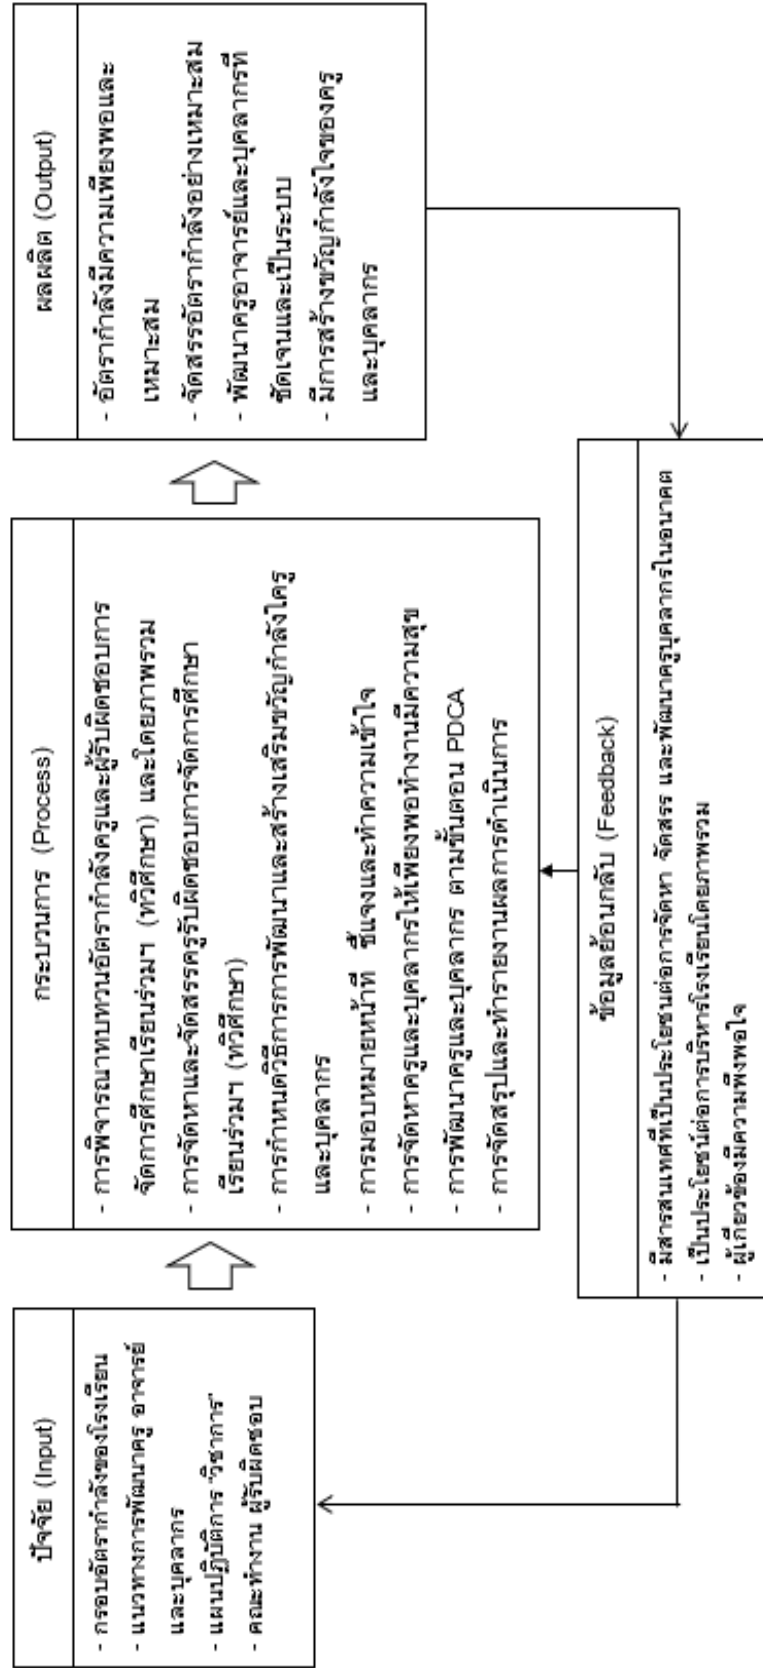 ปัจจัย (Input)
- กรอบอัตรากำลังของโรงเรียน
- แนวทางการพัฒนาครู อาจารย์
และบุคลากร
- แผนปฏิบัติการ "วิชาการ"
- คณะทำงาน ผู้รับผิดชอบ
กระบวนการ (Process)
- การพิจารณาทบทวนอัตรากำลังครูและผู้รับผิดชอบการ
จัดการศึกษาเรียนร่วมฯ (ทวิศึกษา) และโดยภาพรวม
- การจัดหาและจัดสรรครูรับผิดชอบการจัดการศึกษา
เรียนร่วมฯ (ทวิศึกษา)
- การกำหนดวิธีการการพัฒนาและสร้างเสริมขวัญกำลังใครู
และบุคลากร
- การมอบหมายหน้าที่ ชี้แจงและทำความเข้าใจ
- การจัดหาครูและบุคลากรให้เพียงพอทำงานมีความสุข
- การพัฒนาครูและบุคลากร ตามขั้นตอน PDCA
- การจัดสรุปและทำรายงานผลการดำเนินการ
ผลผลิต (Output)
- อัตรากำลังมีความเพียงพอและ
เหมาะสม
- จัดสรรอัตรากำลังอย่างเหมาะสม
- พัฒนาครูอาจารย์และบุคลากรที่
ชัดเจนและเป็นระบบ
- มีการสร้างขวัญกำลังใจของครู
และบุคลากร
ข้อมูลย้อนกลับ (Feedback)
- มีสารสนเทศที่เป็นประโยชน์ต่อการจัดหา จัดสรร และพัฒนาครูบุคลากรในอนาคต
- เป็นประโยชน์ต่อการบริหารโรงเรียนโดยภาพรวม
- ผู้เกี่ยวข้องมีความพึงพอใจ